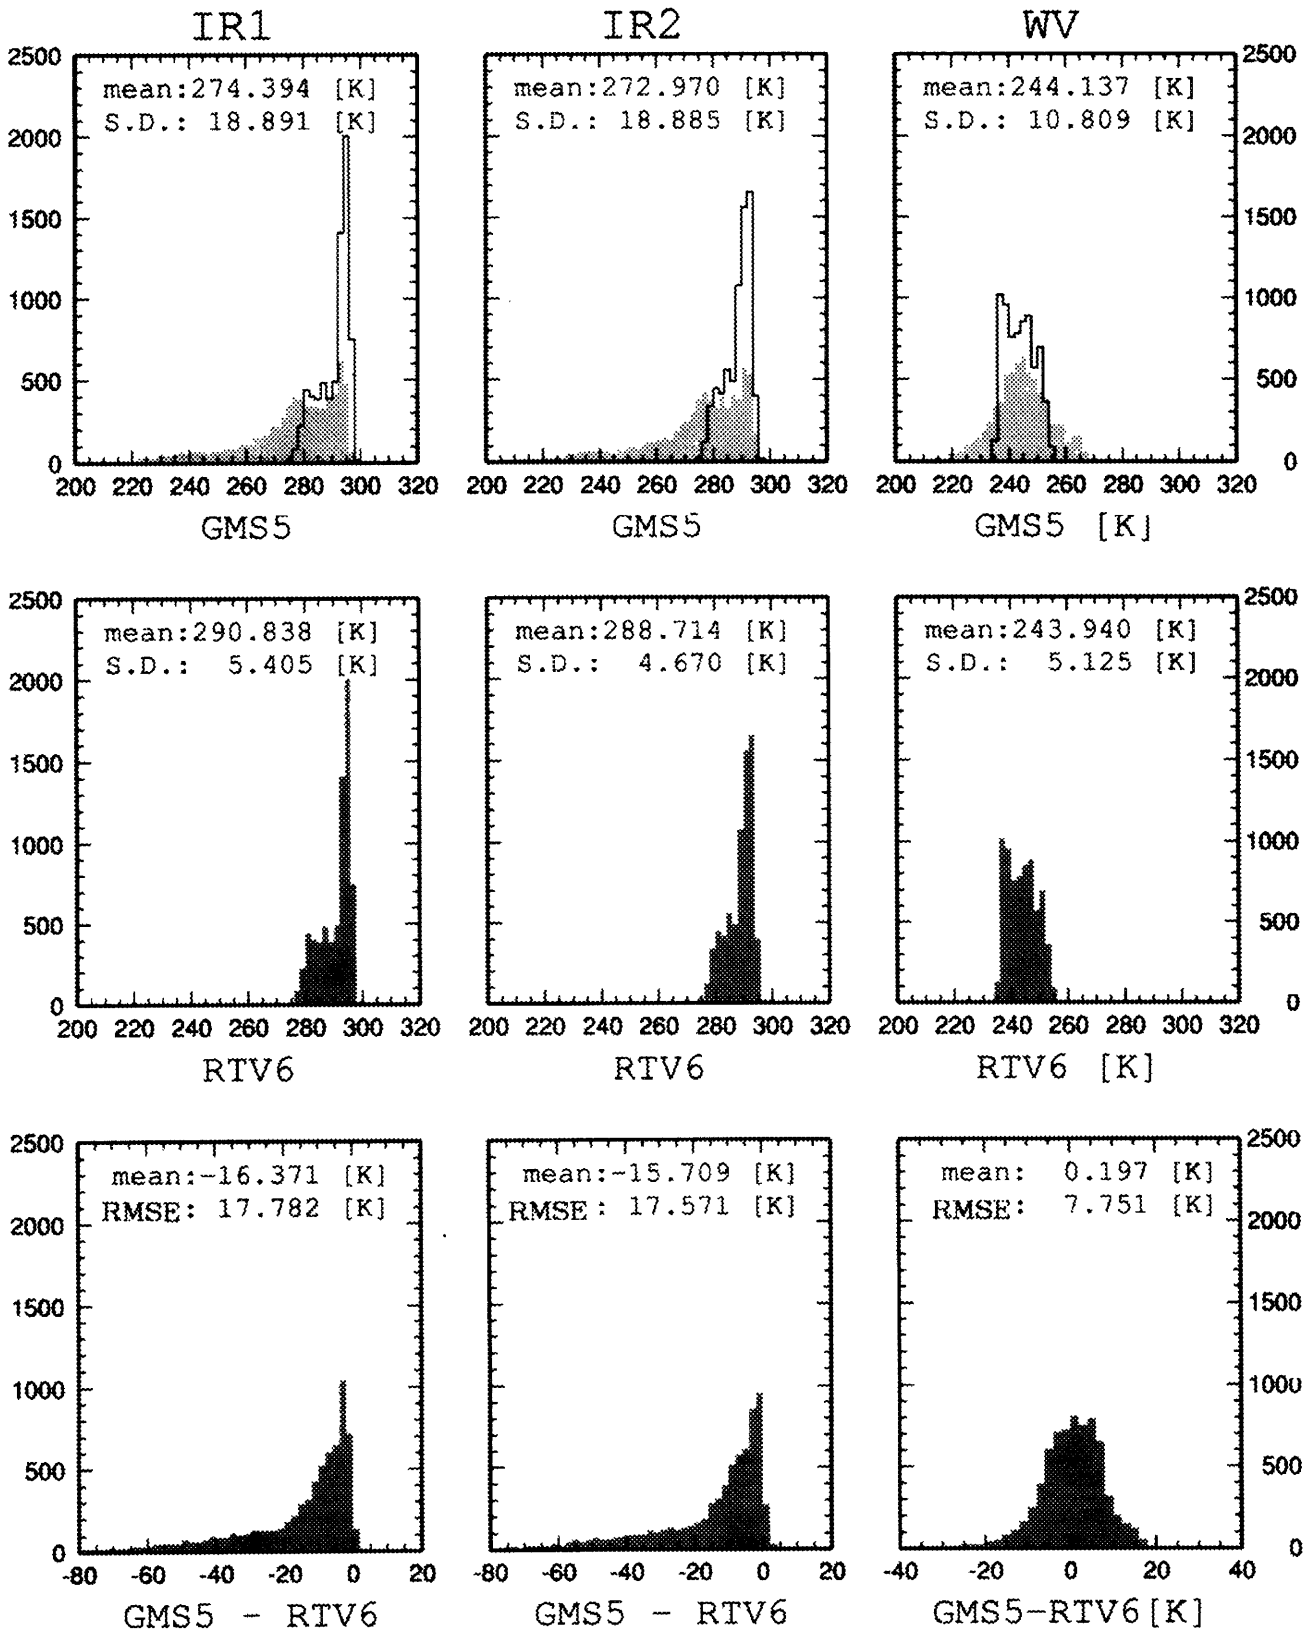 IR1 IR2 WV
2500 2500
mean:274.394 [K] mean:272.970 [K] mean:244.137 [K]
S.D.: 18.891 [K] S.D.: 18.885 [K] S.D.: 10.809 [K]
2000 2000
1500 1500
1000 1000
500 500
0 0
200 220 240 260 280 300 320 200 220 240 260 280 300 320 200 220 240 260 280 300 320
GMS5 GMS5 GMS5 [K]
2500 2500
mean:290.838 [K] mean:288.714 [K] mean:243.940 [K]
S.D.: 5.405 [K] S.D.: 4.670 [K] S.D.: 5.125 [K]
2000 2000
1500 1500
1000 1000
500 500
0 0
200 220 240 260 280 300 320 200 220 240 260 280 300 320 200 220 240 260 280 300 320
RTV6 RTV6 RTV6 [K]
2500 2500
mean:-16.371 [K] mean:-15.709 [K] mean: 0.197 [K]
RMSE: 17.782 [K] RMSE: 17.571 [K] RMSE: 7.751 [K]
2000 2000
1500 1500
1000 1000
500 500
0 0
-80 -60 -40 -20 0 20 -80 -60 -40 -20 0 20 -40 -20 0 20 40
GMS5 - RTV6 GMS5 - RTV6 GMS5-RTV6[K]